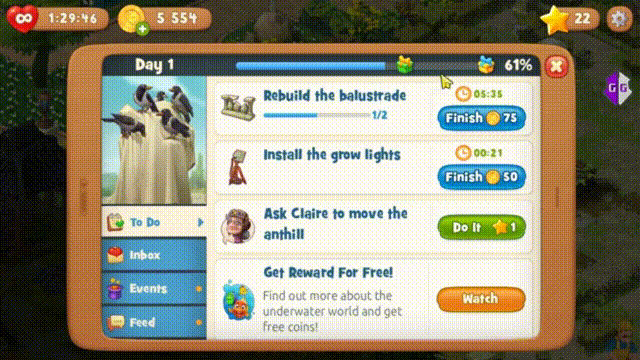 1:29:46
5 554
22
Day 1
61%
Rebuild the balustrade
1/2
05:35
Finish 75
Install the grow lights
00:21
Finish 50
To Do
Ask Claire to move the
anthill
Do it 1
Inbox
Events
Feed
Get Reward For Free!
Find out more about the
underwater world and get
free coins!
Watch
G G